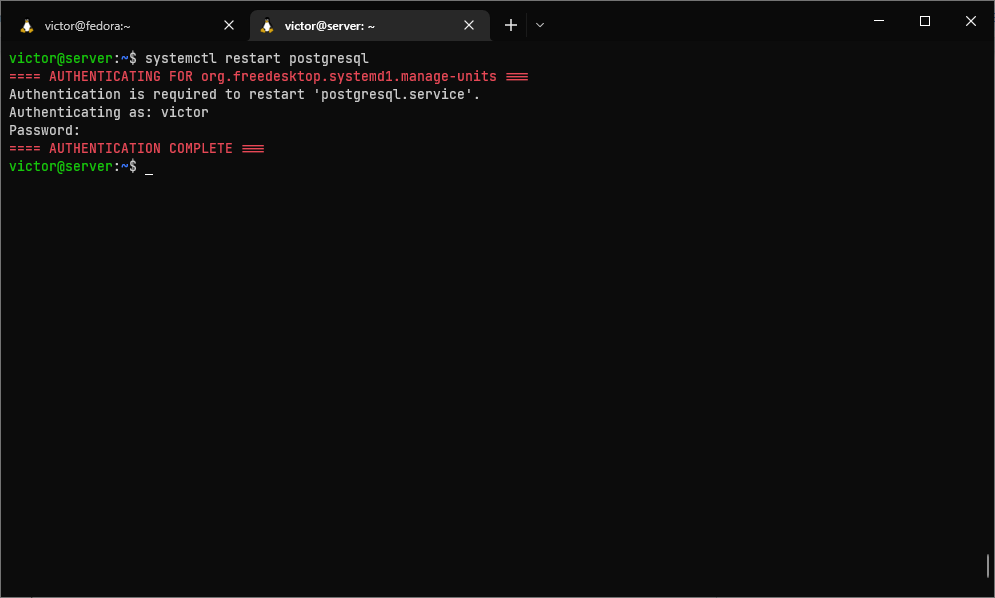 victor@fedora:~
victor@server: ~
victor@server:~$ systemctl restart postgresql
==== AUTHENTICATING FOR org.freedesktop.systemd1.manage-units ====
Authentication is required to restart 'postgresql.service'.
Authenticating as: victor
Password:
==== AUTHENTICATION COMPLETE ====
victor@server:~$ _